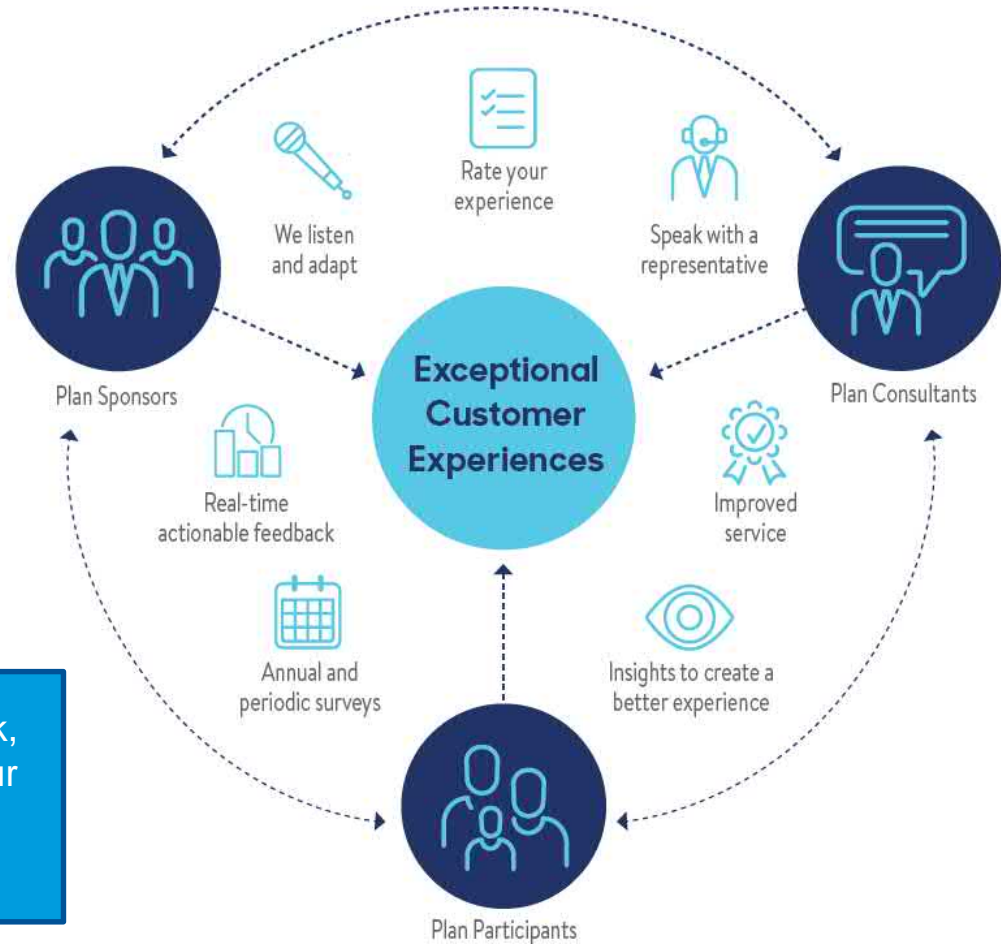 Rate your
experience
We listen
and adapt
Speak with a
representative
Plan Sponsors
Exceptional
Customer
Experiences
Plan Consultants
Real-time
actionable feedback
Improved
service
Annual and
periodic surveys
Insights to create a
better experience
Plan Participants